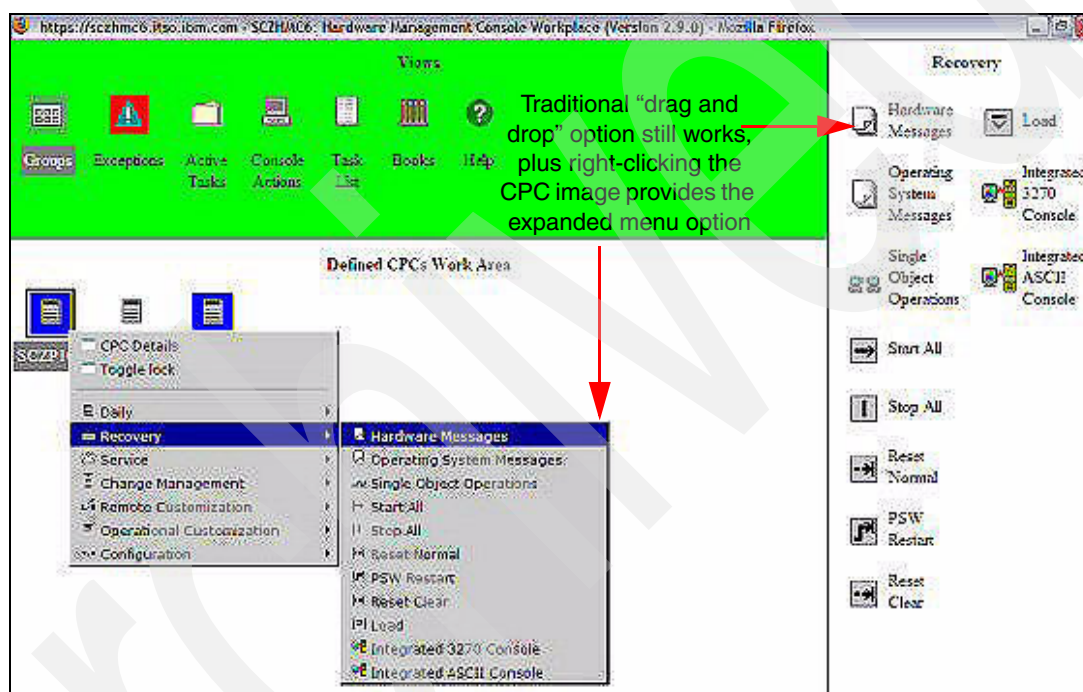 https://sczhmc6.itso.ibm.com - SCZHMC6: Hardware Management Console Workplace (Version 2.9.0) - Mozilla Firefox
Views
Groups
Exceptions
Active
Tasks
Console
Actions
Task
List
Books
Help
Traditional “drag and
drop” option still works,
plus right-clicking the
CPC image provides the
expanded menu option
Defined CPCs Work Area
CPC Details
Toggle lock
Daily
Recovery
Service
Change Management
Remote Customization
Operational Customization
Configuration
Hardware Messages
Operating System Messages
Single Object Operations
Start All
Stop All
Reset Normal
PSW Restart
Reset Clear
Load
Integrated 3270 Console
Integrated ASCII Console
Recovery
Hardware
Messages
Load
Operating
System
Messages
Integrated
3270
Console
Single
Object
Operations
Integrated
ASCII
Console
Start All
Stop All
Reset
Normal
PSW
Restart
Reset
Clear